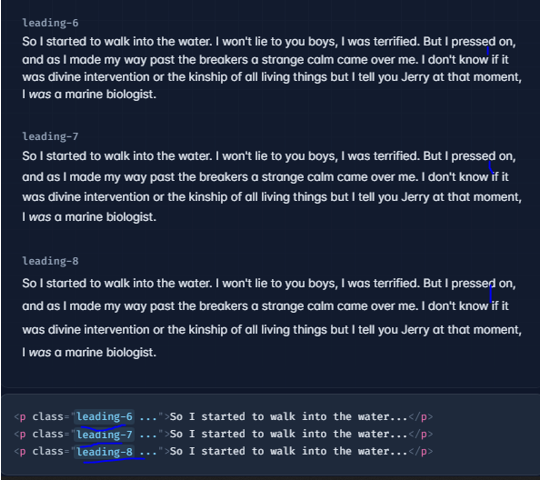 leading-6
So I started to walk into the water. I won't lie to you boys, I was terrified. But I pressed on,
and as I made my way past the breakers a strange calm came over me. I don't know if it
was divine intervention or the kinship of all living things but I tell you Jerry at that moment,
I was a marine biologist.
leading-7
So I started to walk into the water. I won't lie to you boys, I was terrified. But I pressed on,
and as I made my way past the breakers a strange calm came over me. I don't know if it
was divine intervention or the kinship of all living things but I tell you Jerry at that moment,
I was a marine biologist.
leading-8
So I started to walk into the water. I won't lie to you boys, I was terrified. But I pressed on,
and as I made my way past the breakers a strange calm came over me. I don't know if it
was divine intervention or the kinship of all living things but I tell you Jerry at that moment,
I was a marine biologist.
<p class="leading-6 ...">So I started to walk into the water...</p>
<p class="leading-7 ...">So I started to walk into the water...</p>
<p class="leading-8 ...">So I started to walk into the water...</p>